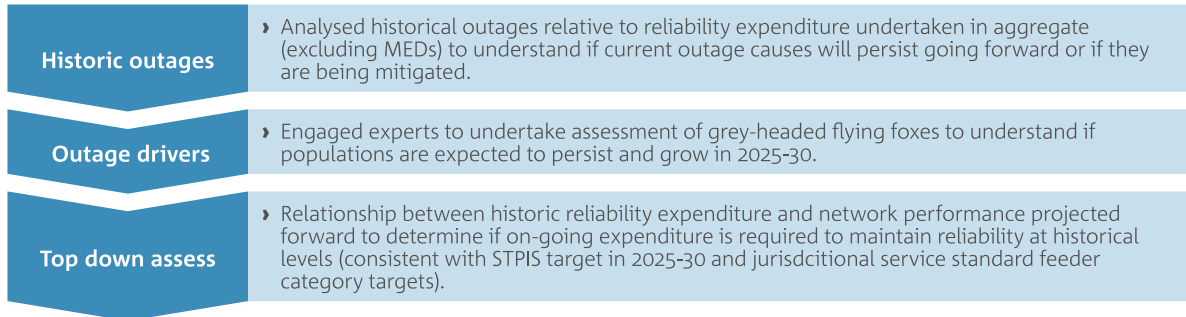 Historic outages
› Analysed historical outages relative to reliability expenditure undertaken in aggregate
(excluding MEDs) to understand if current outage causes will persist going forward or if they
are being mitigated.
Outage drivers
› Engaged experts to undertake assessment of grey-headed flying foxes to understand if
populations are expected to persist and grow in 2025-30.
Top down assess
› Relationship between historic reliability expenditure and network performance projected
forward to determine if on-going expenditure is required to maintain reliability at historical
levels (consistent with STPIS target in 2025-30 and jurisdcitional service standard feeder
category targets).